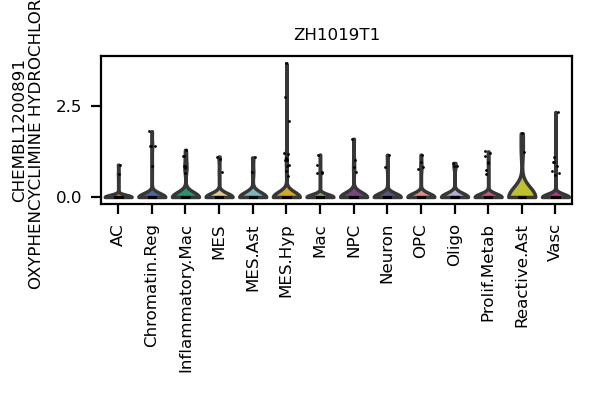 ZH1019T1
CHEMBL1200891
OXYPHENCYCLIMINE HYDROCHLOR
2.5
0.0
AC
Chromatin.Reg
Inflammatory.Mac
MES
MES.Ast
MES.Hyp
Mac
NPC
Neuron
OPC
Oligo
Prolif.Metab
Reactive.Ast
Vasc